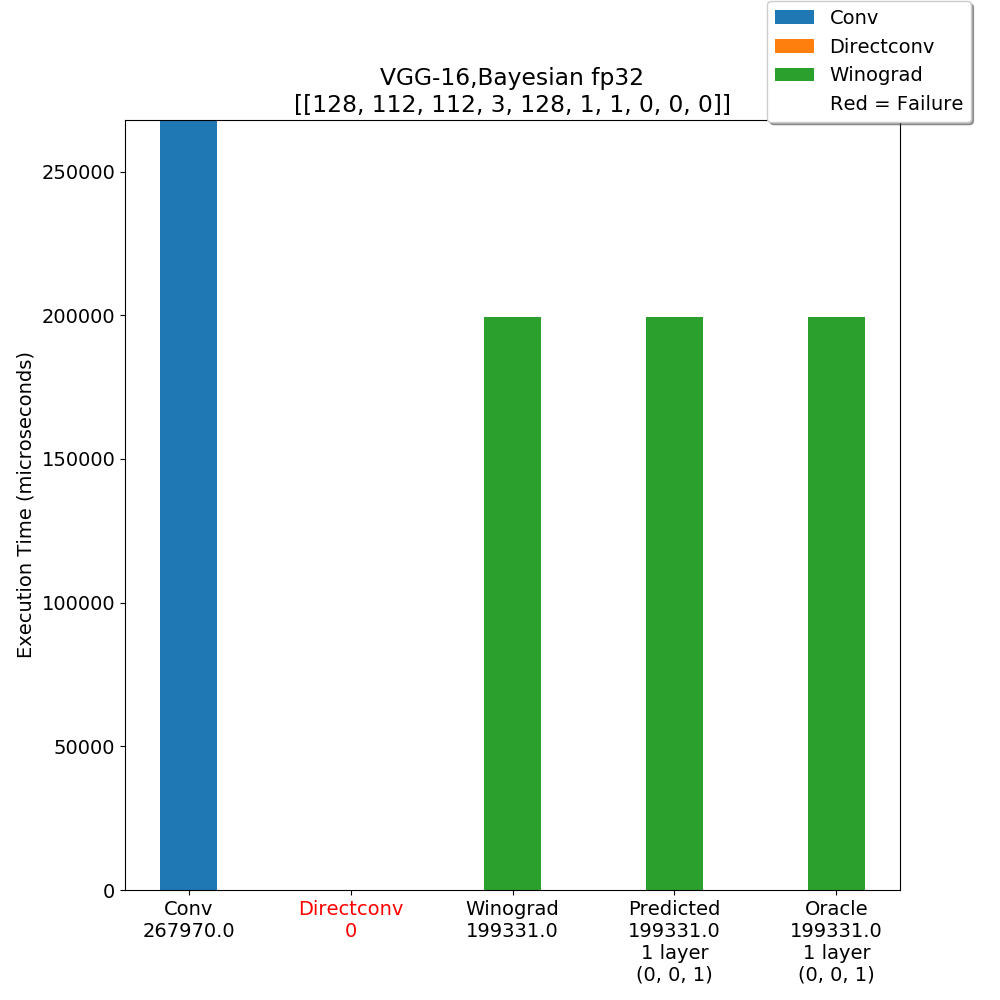 Conv
Directconv
Winograd
Red = Failure
VGG-16,Bayesian fp32
[[128, 112, 112, 3, 128, 1, 1, 0, 0, 0]]
Execution Time (microseconds)
250000
200000
150000
100000
50000
0
Conv
267970.0
Directconv
0
Winograd
199331.0
Predicted
199331.0
1 layer
(0, 0, 1)
Oracle
199331.0
1 layer
(0, 0, 1)